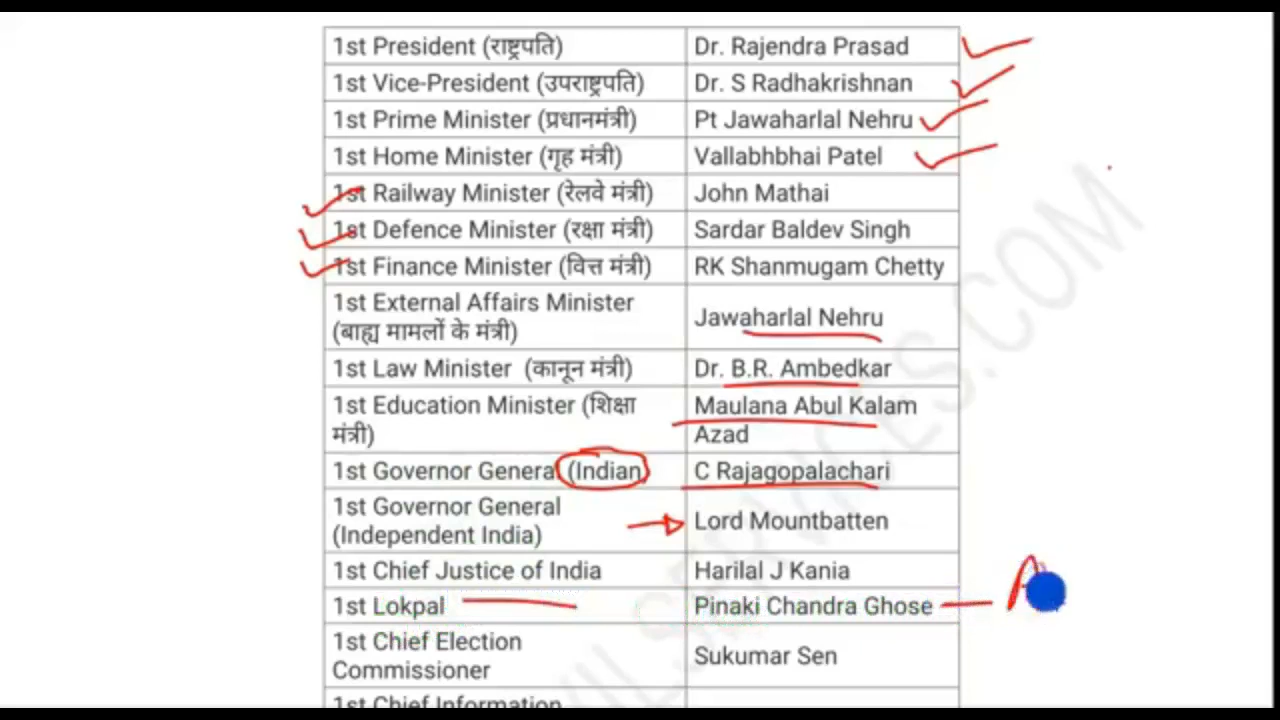 1st President (राष्ट्रपति) Dr. Rajendra Prasad
1st Vice-President (उपराष्ट्रपति) Dr. S Radhakrishnan
1st Prime Minister (प्रधानमंत्री) Pt Jawaharlal Nehru
1st Home Minister (गृह मंत्री) Vallabhbhai Patel
1st Railway Minister (रेलवे मंत्री) John Mathai
1st Defence Minister (रक्षा मंत्री) Sardar Baldev Singh
1st Finance Minister (वित्त मंत्री) RK Shanmugam Chetty
1st External Affairs Minister
(बाह्य मामलों के मंत्री) Jawaharlal Nehru
1st Law Minister (कानून मंत्री) Dr. B.R. Ambedkar
1st Education Minister (शिक्षा
मंत्री)
Maulana Abul Kalam
Azad
1st Governor General (Indian) C Rajagopalachari
1st Governor General
(Independent India) Lord Mountbatten
1st Chief Justice of India Harilal J Kania
1st Lokpal Pinaki Chandra Ghose
1st Chief Election
Commissioner Sukumar Sen
1st Chief Information